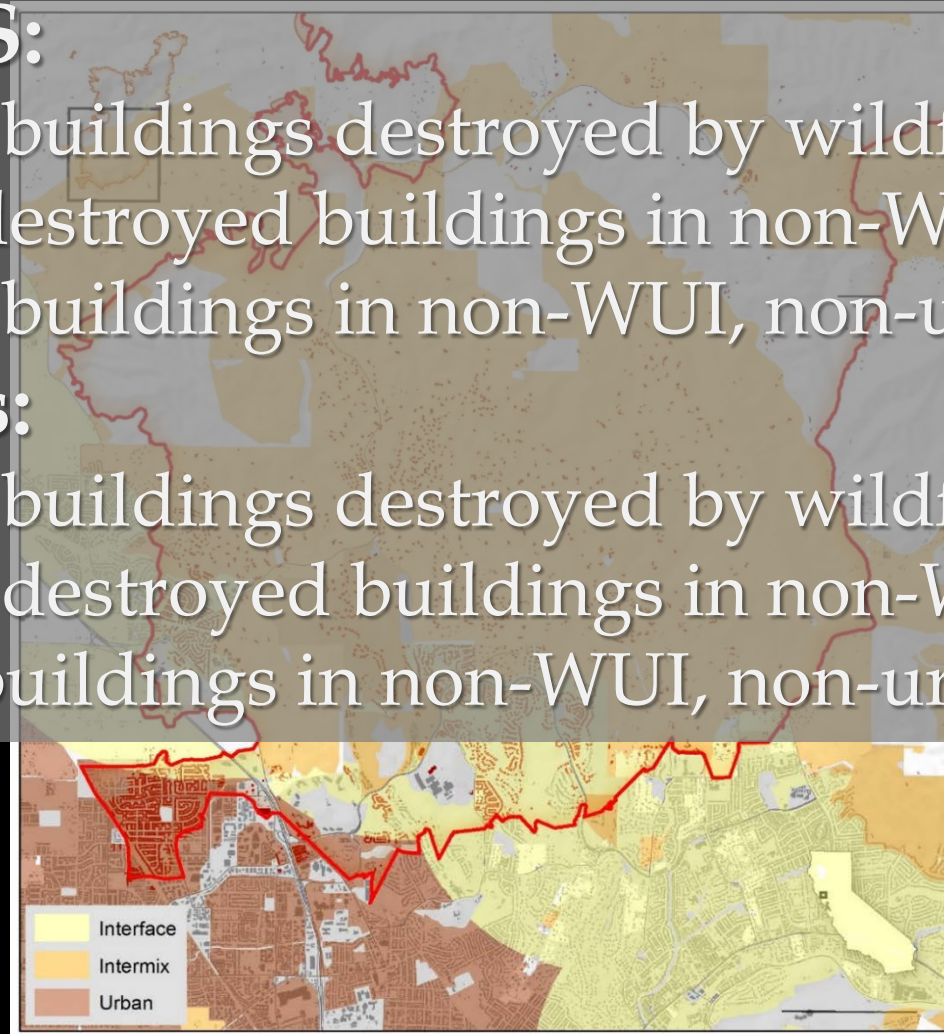 s:
buildings destroyed by wildf
destroyed buildings in non-W
buildings in non-WUI, non-u
s:
buildings destroyed by wildf
destroyed buildings in non-W
buildings in non-WUI, non-ur
Interface
Intermix
Urban